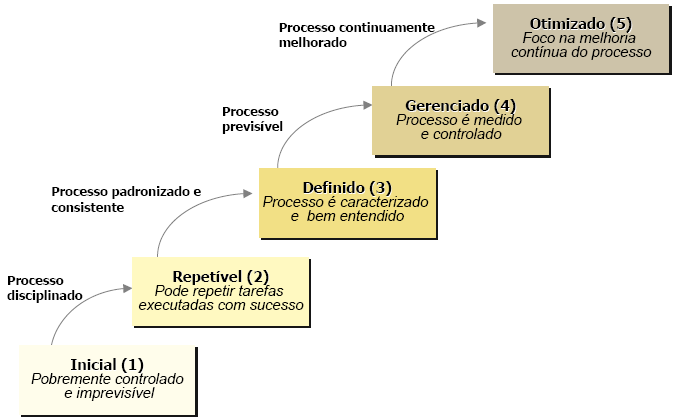 Processo continuamente
melhorado
Otimizado (5)
Foco na melhoria
contínua do processo
Processo
previsível
Gerenciado (4)
Processo é medido
e controlado
Processo padronizado e
consistente
Definido (3)
Processo é caracterizado
e bem entendido
Processo
disciplinado
Repetível (2)
Pode repetir tarefas
executadas com sucesso
Inicial (1)
Pobremente controlado
e imprevisível